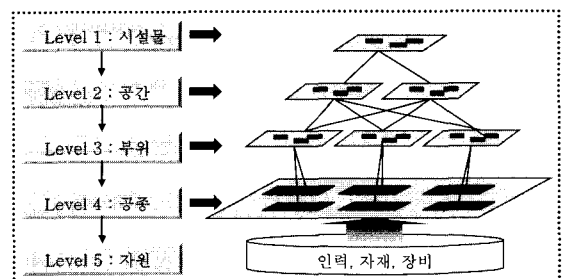 Level 1 : 시설물
Level 2 : 공간
Level 3 : 부위
Level 4 : 공종
Level 5 : 자원
인력, 자재, 장비